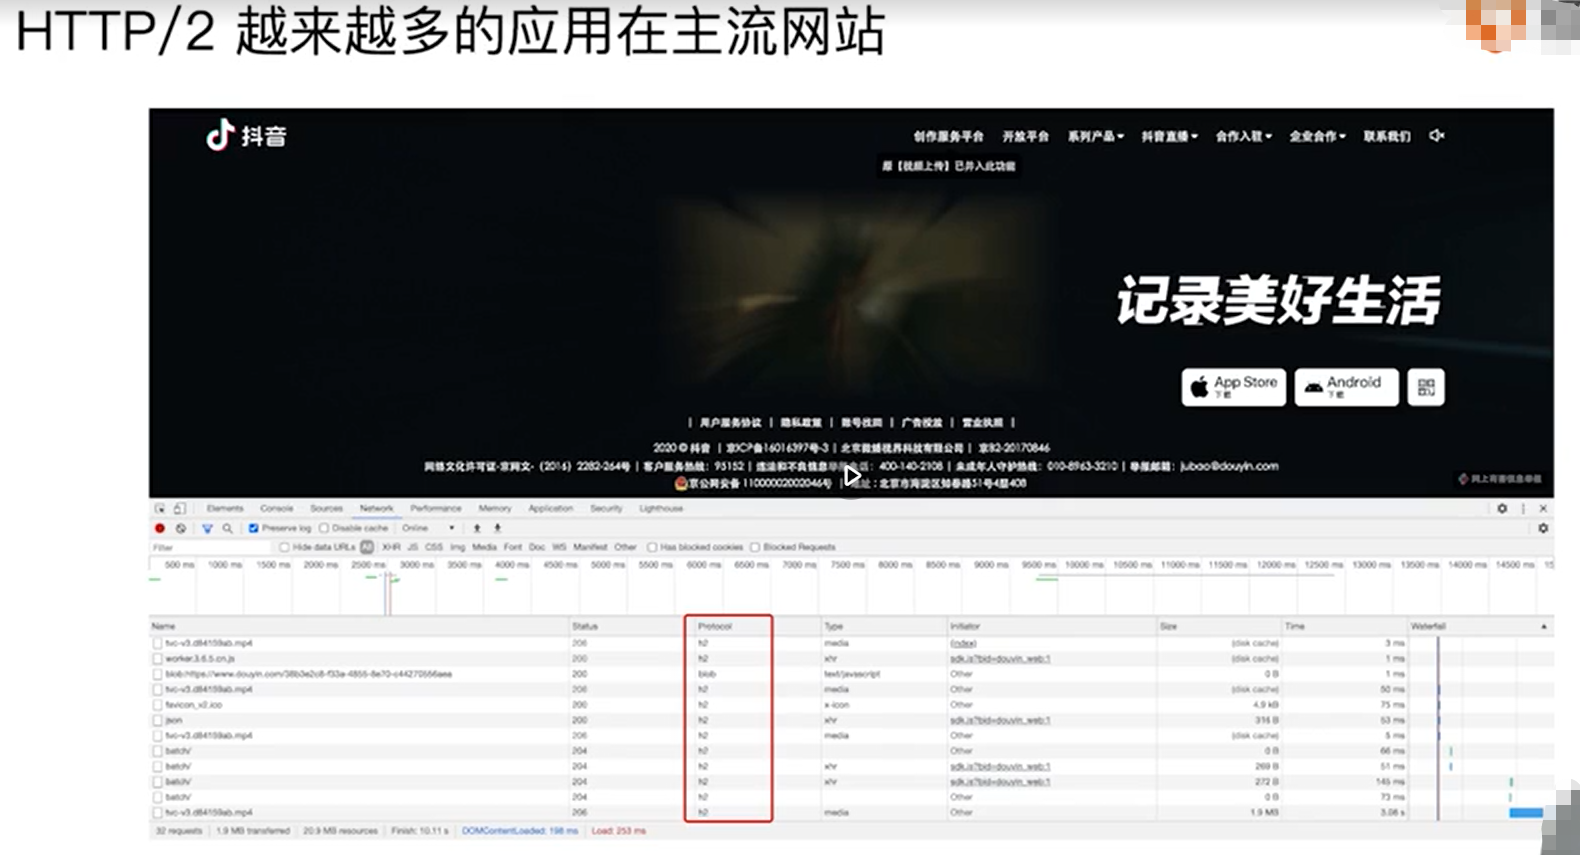 HTTP/2 越来越多的应用在主流网站
抖音
创作服务平台 开放平台 系列产品 抖音直播 合作入驻 企业合作 联系我们
原【视频上传】已并入此功能
记录美好生活
App Store 下载 Android 下载
用户服务协议 | 隐私政策 | 账号找回 | 广告投放 | 营业执照 |
2020 © 抖音 | 京ICP备16016397号-3 | 北京微播视界科技有限公司 | 京B2-20170846
网络文化许可证-京网文-（2016）2282-264号 | 客户服务热线：95152 | 违法和不良信息举报电话：400-140-2108 | 未成年人守护热线：010-8963-3210 | 举报邮箱：jubao@douyin.com
京公网安备 11000002002046号 | 地址：北京市海淀区知春路51号4层408
网上有害信息举报
Elements Console Sources Network Performance Memory Application Security Lighthouse
Preserve log Disable cache Online
Filter Hide data URLs All XHR JS CSS Img Media Font Doc WS Manifest Other Has blocked cookies Blocked Requests
500 ms 1000 ms 1500 ms 2000 ms 2500 ms 3000 ms 3500 ms 4000 ms 4500 ms 5000 ms 5500 ms 6000 ms 6500 ms 7000 ms 7500 ms 8000 ms 8500 ms 9000 ms 9500 ms 10000 ms 10500 ms 11000 ms 11500 ms 12000 ms 12500 ms 13000 ms 13500 ms 14000 ms 14500 ms 15
Name Status Protocol Type Initiator Size Time Waterfall
tvc-v3.d84159ab.mp4 206 h2 media (index) (disk cache) 3 ms
worker.3.6.5.cn.js 200 h2 xhr sdk.js?bid=douyin_web:1 (disk cache) 1 ms
200 blob text/javascript Other 0 B 1 ms
tvc-v3.d84159ab.mp4 206 h2 media Other (disk cache) 50 ms
favicon_v2.ico 200 h2 x-icon Other 4.9 kB 75 ms
json 200 h2 xhr sdk.js?bid=douyin_web:1 316 B 53 ms
tvc-v3.d84159ab.mp4 206 h2 media Other (disk cache) 5 ms
batch/ 204 h2 Other 0 B 66 ms
batch/ 204 h2 xhr sdk.js?bid=douyin_web:1 269 B 51 ms
batch/ 204 h2 xhr sdk.js?bid=douyin_web:1 272 B 145 ms
batch/ 204 h2 Other 0 B 73 ms
tvc-v3.d84159ab.mp4 206 h2 media Other 1.9 MB 3.08 s
32 requests 1.9 MB transferred 20.9 MB resources Finish: 10.11 s DOMContentLoaded: 198 ms Load: 253 ms